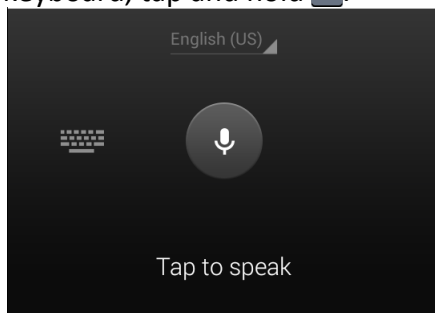 keyboard, tap and hold .
English (US)
Tap to speak